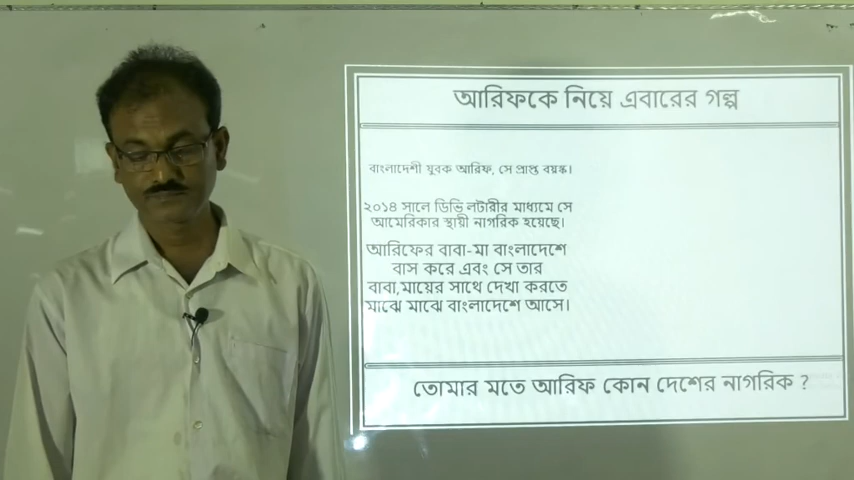 আরিফকে নিয়ে এবারের গল্প
বাংলাদেশী যুবক আরিফ, সে প্রাপ্ত বয়স্ক।
২০১৪ সালে ডিভি লটারীর মাধ্যমে সে
আমেরিকার স্থায়ী নাগরিক হয়েছে।
আরিফের বাবা-মা বাংলাদেশে
বাস করে এবং সে তার
বাবা,মায়ের সাথে দেখা করতে
মাঝে মাঝে বাংলাদেশে আসে।
তোমার মতে আরিফ কোন দেশের নাগরিক ?